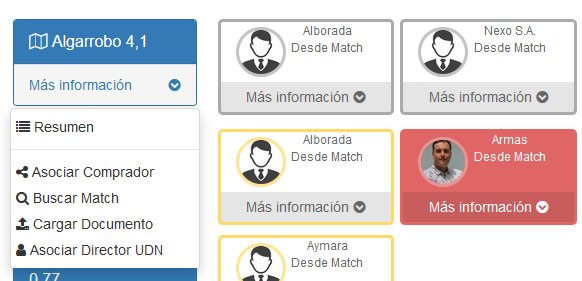 Algarrobo 4,1
Más información
Resumen
Asociar Comprador
Buscar Match
Cargar Documento
Asociar Director UDN
0.77
Alborada
Desde Match
Más información
Nexo S.A.
Desde Match
Más información
Alborada
Desde Match
Más información
Armas
Desde Match
Más información
Aymara
Desde Match